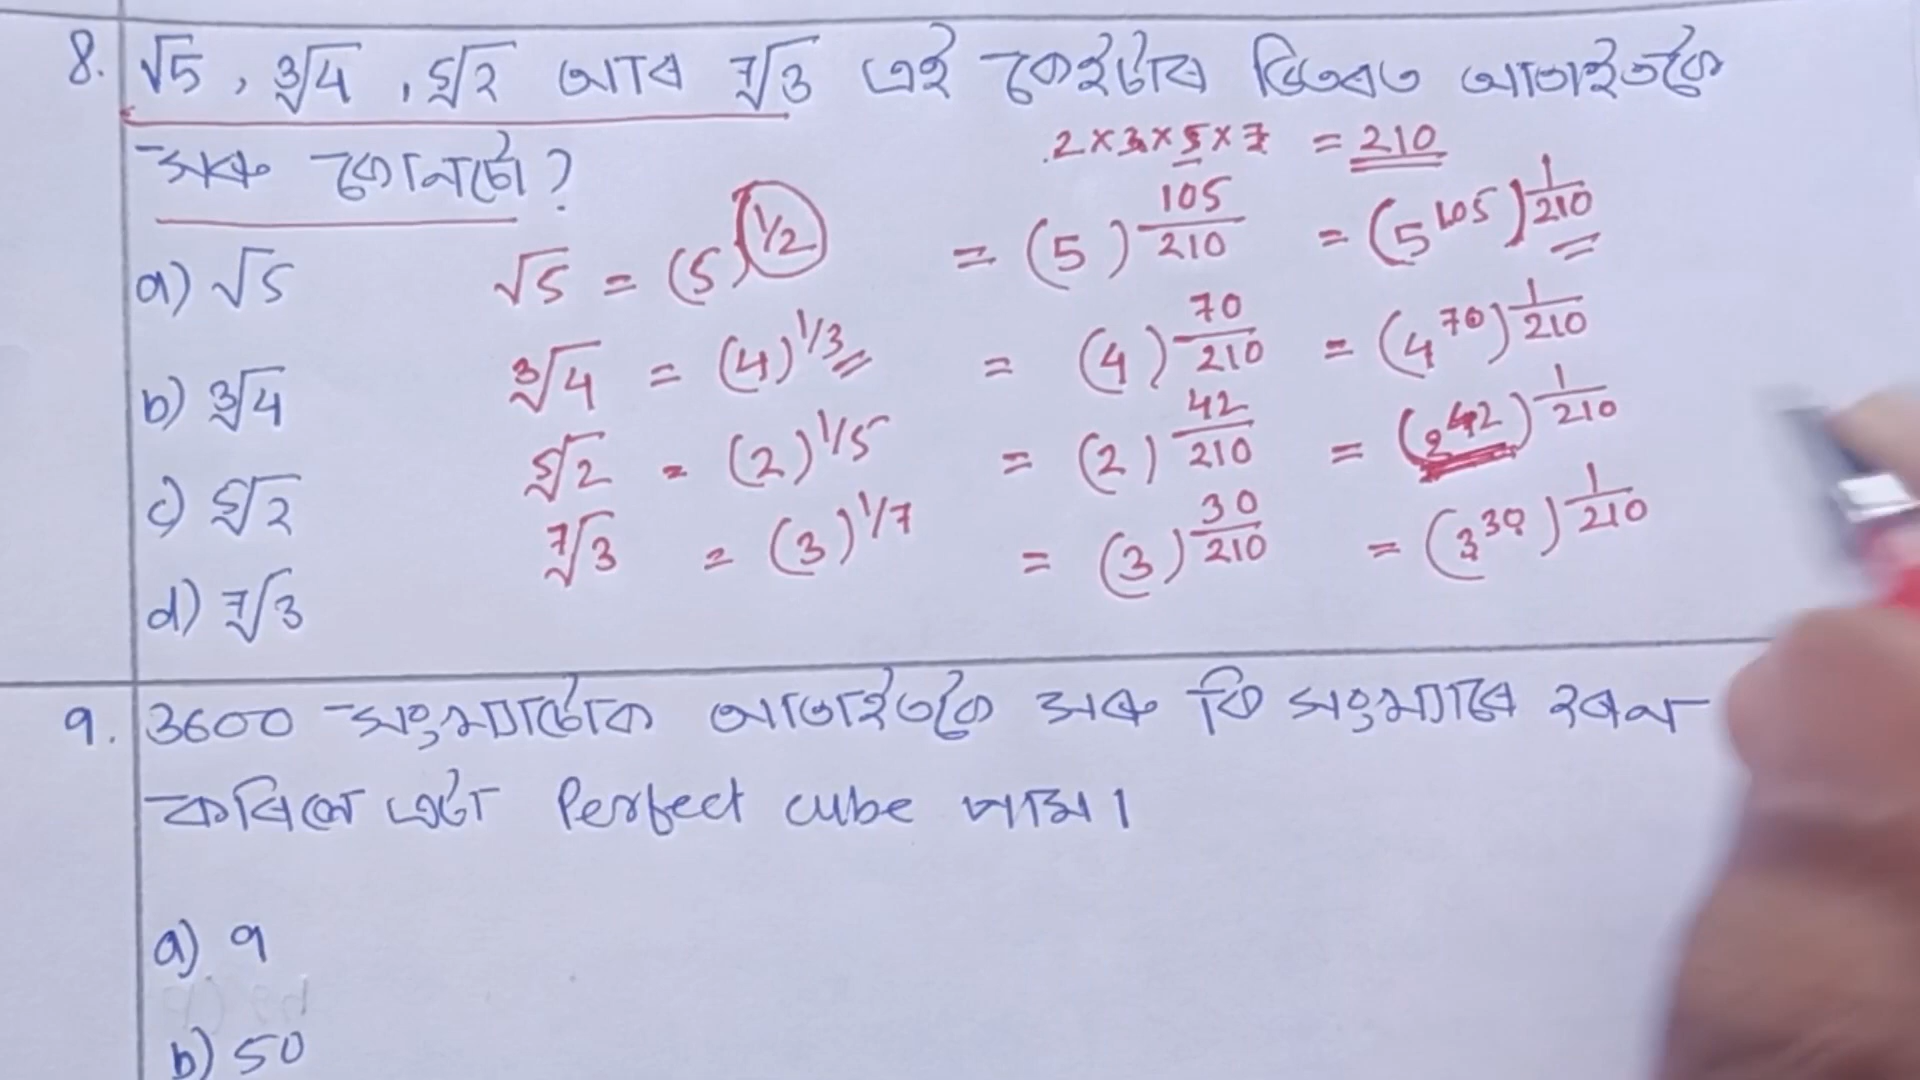 8. √5, ∛4, ⁵√2 আৰু ⁷√3 এই কেইটাৰ ভিতৰত আটাইতকৈ
সৰু কোনটো?
2 × 3 × 5 × 7 = 210
a) √5 √5 = (5)^1/2 = (5)^105/210 = (5^105)^1/210
b) ∛4 ∛4 = (4)^1/3 = (4)^70/210 = (4^70)^1/210
c) ⁵√2 ⁵√2 = (2)^1/5 = (2)^42/210 = (2^42)^1/210
d) ⁷√3 ⁷√3 = (3)^1/7 = (3)^30/210 = (3^30)^1/210
9. 3600 সংখ্যাটোক আটাইতকৈ সৰু কি সংখ্যাৰে হৰণ
কৰিলে এটা Perfect cube পাম।
a) 9
b) 50